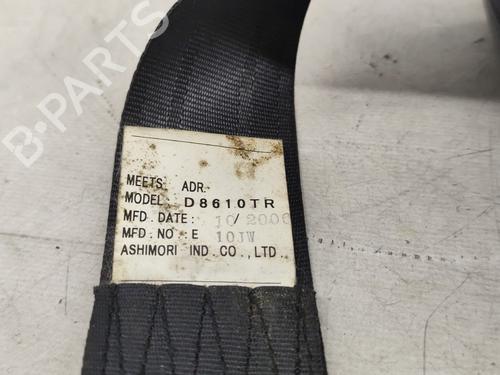 B-PARTS
MEETS ADR.
MODEL. D8610TR
MFD. DATE: 10/2006
MFD. NO. E 10JW
ASHIMORI IND. CO., LTD.